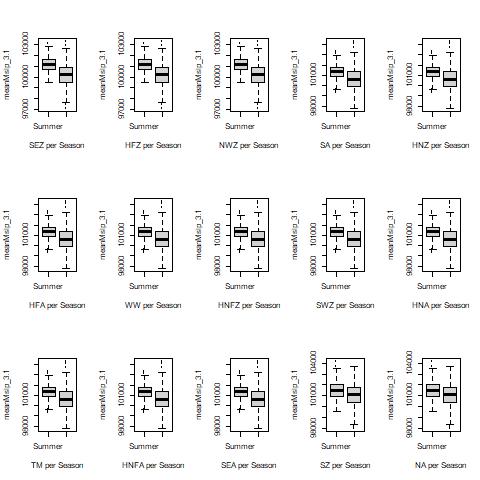 meanMslp_3.1
97000 100000 103000
Summer
SEZ per Season
meanMslp_3.1
97000 100000 103000
Summer
HFZ per Season
meanMslp_3.1
97000 100000 103000
Summer
NWZ per Season
meanMslp_3.1
98000 101000
Summer
SA per Season
meanMslp_3.1
98000 101000
Summer
HNZ per Season
meanMslp_3.1
98000 101000
Summer
HFA per Season
meanMslp_3.1
98000 101000
Summer
WW per Season
meanMslp_3.1
98000 101000
Summer
HNFZ per Season
meanMslp_3.1
98000 101000
Summer
SWZ per Season
meanMslp_3.1
98000 101000
Summer
HNA per Season
meanMslp_3.1
98000 101000
Summer
TM per Season
meanMslp_3.1
98000 101000
Summer
HNFA per Season
meanMslp_3.1
98000 101000
Summer
SEA per Season
meanMslp_3.1
98000 101000 104000
Summer
SZ per Season
meanMslp_3.1
98000 101000 104000
Summer
NA per Season